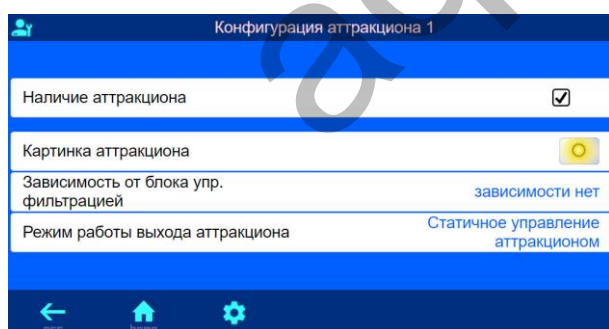 Конфигурация аттракциона 1
Наличие аттракциона
Картинка аттракциона
Зависимость от блока упр.
фильтрацией
зависимости нет
Режим работы выхода аттракциона
Статичное управление
аттракционом